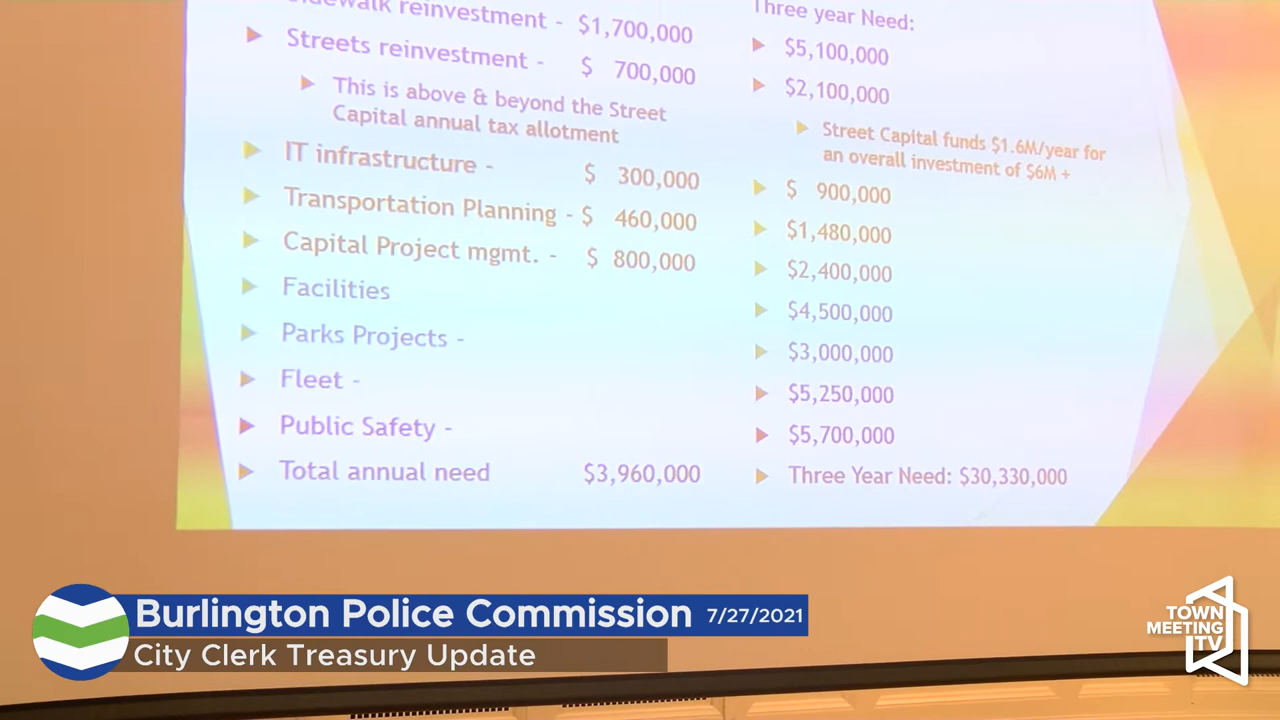 Sidewalk reinvestment - $1,700,000
Streets reinvestment - $ 700,000
This is above & beyond the Street
Capital annual tax allotment
IT infrastructure - $ 300,000
Transportation Planning - $ 460,000
Capital Project mgmt. - $ 800,000
Facilities
Parks Projects -
Fleet -
Public Safety -
Total annual need $3,960,000
Three year Need:
$5,100,000
$2,100,000
Street Capital funds $1.6M/year for
an overall investment of $6M +
$ 900,000
$1,480,000
$2,400,000
$4,500,000
$3,000,000
$5,250,000
$5,700,000
Three Year Need: $30,330,000
Burlington Police Commission 7/27/2021
City Clerk Treasury Update
TOWN
MEETING
TV